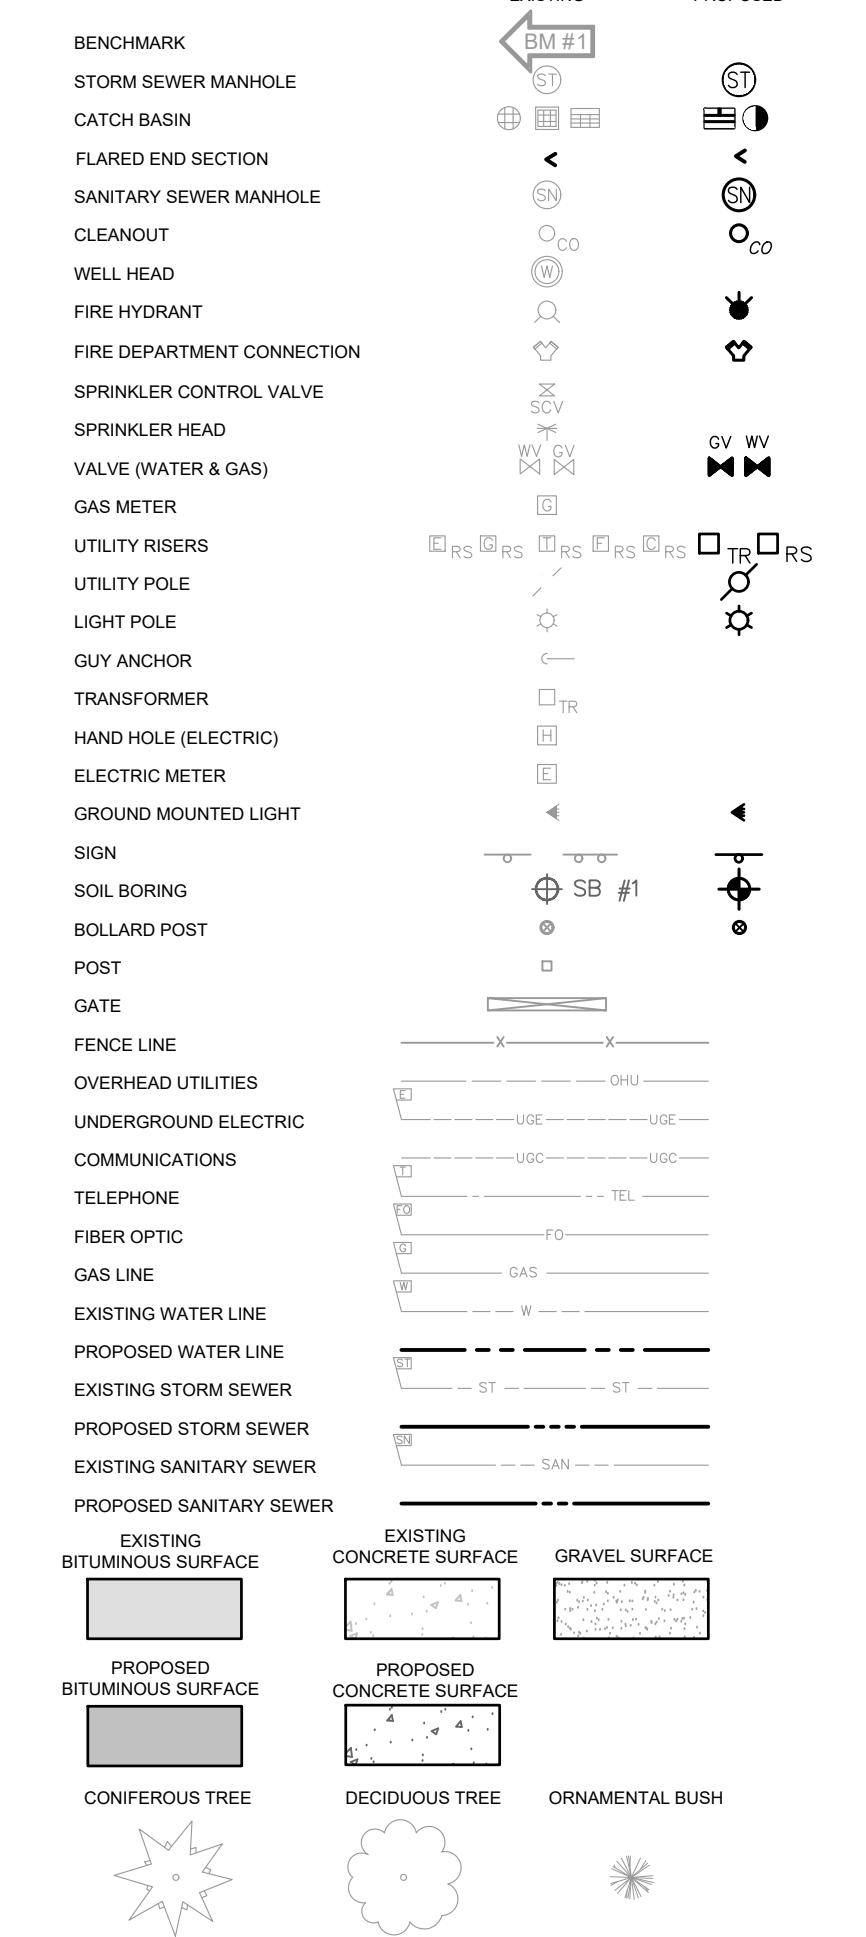 EXISTING PROPOSED
BENCHMARK BM #1
STORM SEWER MANHOLE ST ST
CATCH BASIN
FLARED END SECTION
SANITARY SEWER MANHOLE SN SN
CLEANOUT CO CO
WELL HEAD W
FIRE HYDRANT
FIRE DEPARTMENT CONNECTION
SPRINKLER CONTROL VALVE SCV
SPRINKLER HEAD
WV GV GV WV
VALVE (WATER & GAS)
GAS METER G
UTILITY RISERS E RS G RS T RS F RS C RS TR RS
UTILITY POLE
LIGHT POLE
GUY ANCHOR
TRANSFORMER TR
HAND HOLE (ELECTRIC) H
ELECTRIC METER E
GROUND MOUNTED LIGHT
SIGN
SOIL BORING SB #1
BOLLARD POST
POST
GATE
FENCE LINE X X
OVERHEAD UTILITIES OHU
E
UNDERGROUND ELECTRIC UGE UGE
COMMUNICATIONS UGC UGC
T
TELEPHONE TEL
FO
FIBER OPTIC FO
G
GAS LINE GAS
W
EXISTING WATER LINE W
PROPOSED WATER LINE
ST
EXISTING STORM SEWER ST ST
PROPOSED STORM SEWER
SN
EXISTING SANITARY SEWER SAN
PROPOSED SANITARY SEWER
EXISTING
BITUMINOUS SURFACE
EXISTING
CONCRETE SURFACE
GRAVEL SURFACE
PROPOSED
BITUMINOUS SURFACE
PROPOSED
CONCRETE SURFACE
CONIFEROUS TREE DECIDUOUS TREE ORNAMENTAL BUSH